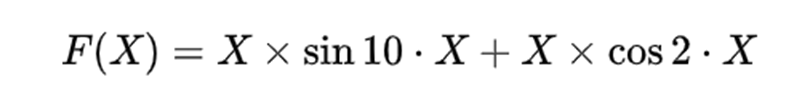 F(X) = X × sin 10 · X + X × cos 2 · X